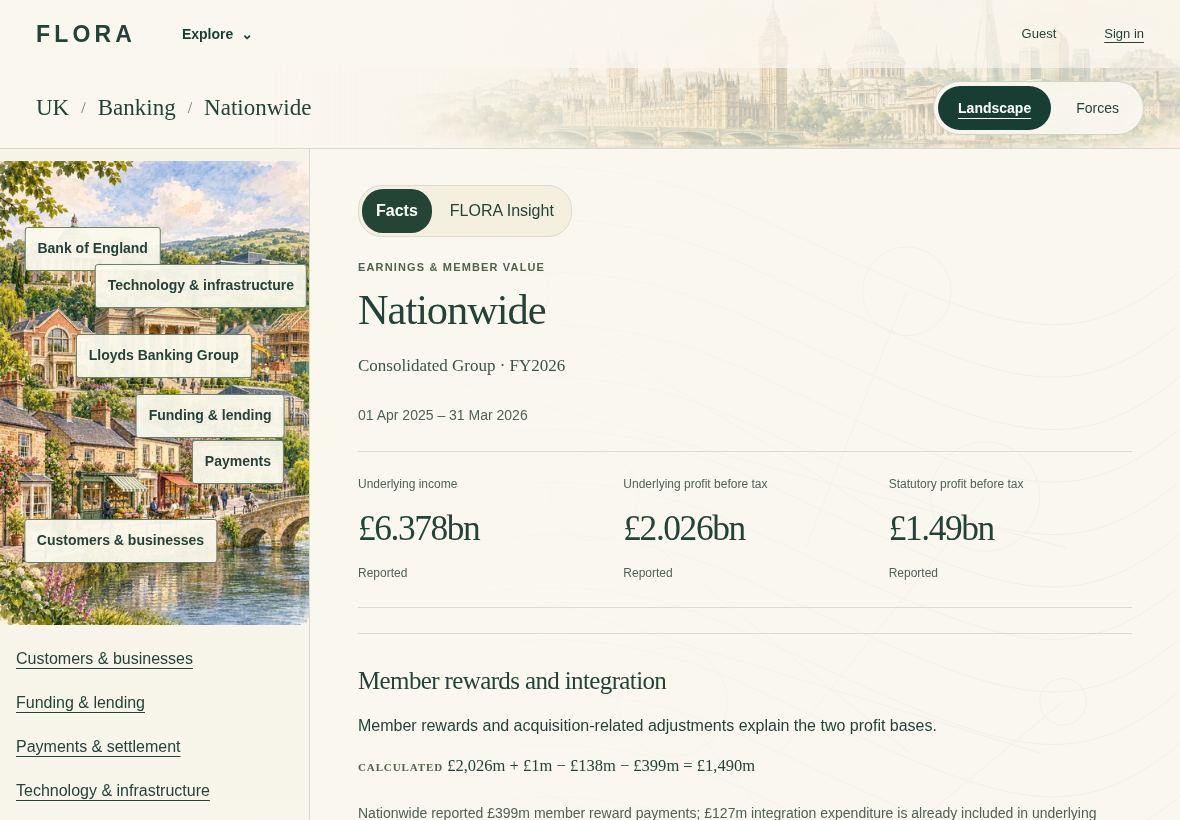 FLORA
Explore
Guest
Sign in
UK / Banking / Nationwide
Landscape
Forces
Bank of England
Technology & infrastructure
Lloyds Banking Group
Funding & lending
Payments
Customers & businesses
Customers & businesses
Funding & lending
Payments & settlement
Technology & infrastructure
Facts
FLORA Insight
EARNINGS & MEMBER VALUE
Nationwide
Consolidated Group · FY2026
01 Apr 2025 – 31 Mar 2026
Underlying income
£6.378bn
Reported
Underlying profit before tax
£2.026bn
Reported
Statutory profit before tax
£1.49bn
Reported
Member rewards and integration
Member rewards and acquisition-related adjustments explain the two profit bases.
CALCULATED £2,026m + £1m − £138m − £399m = £1,490m
Nationwide reported £399m member reward payments; £127m integration expenditure is already included in underlying